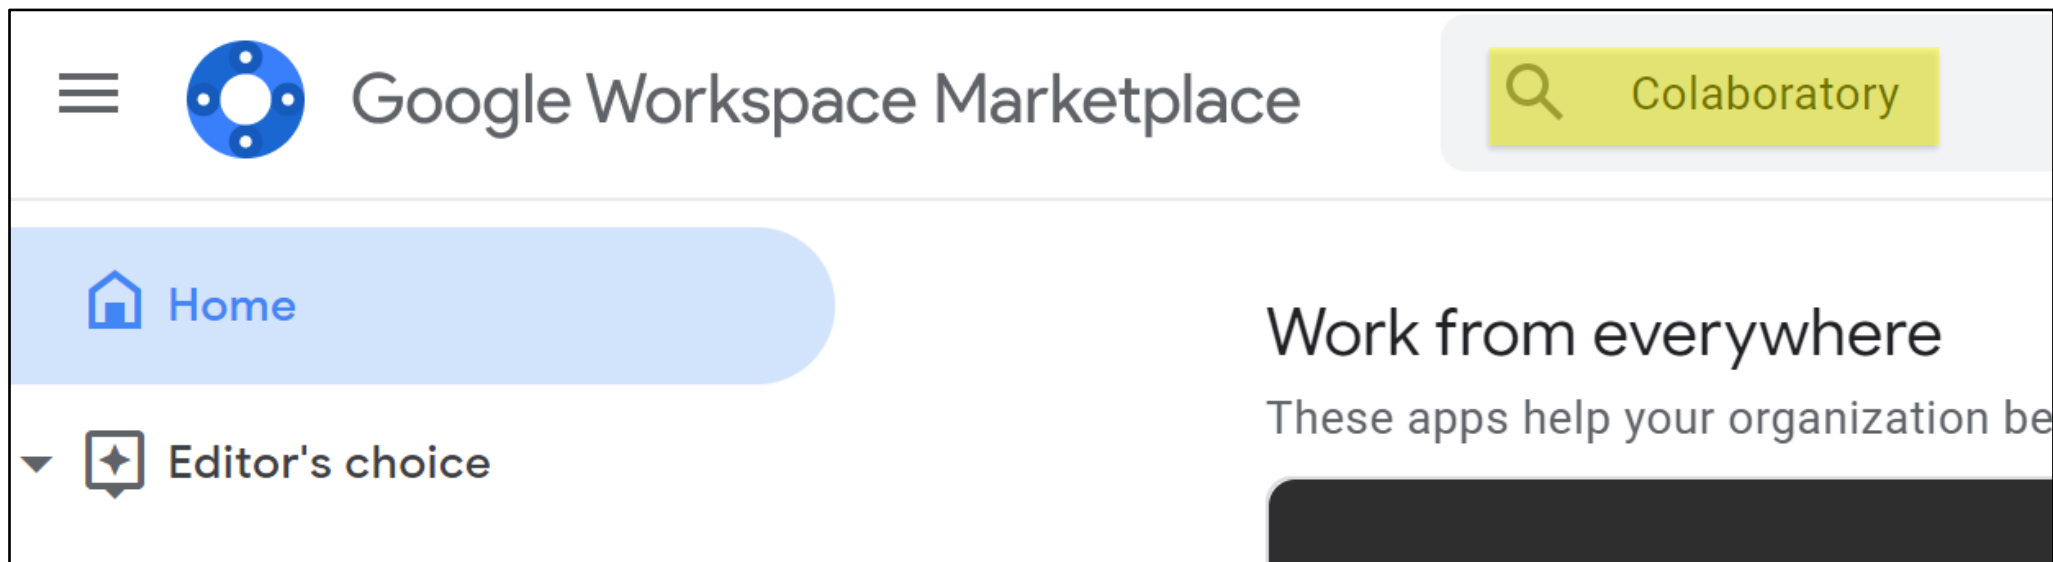 Google Workspace Marketplace
Colaboratory
Home
Work from everywhere
These apps help your organization be
Editor's choice